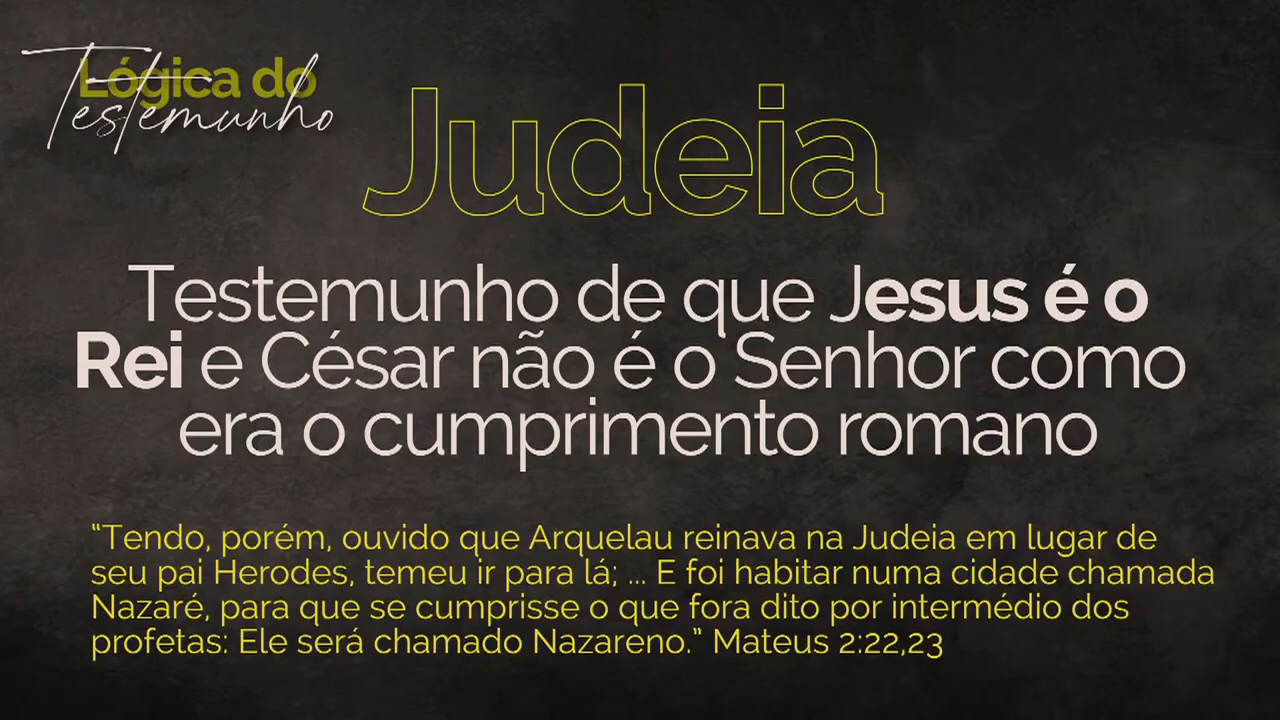 Lógica do
Testemunho
Judeia
Testemunho de que Jesus é o
Rei e César não é o Senhor como
era o cumprimento romano
“Tendo, porém, ouvido que Arquelau reinava na Judeia em lugar de
seu pai Herodes, temeu ir para lá; ... E foi habitar numa cidade chamada
Nazaré, para que se cumprisse o que fora dito por intermédio dos
profetas: Ele será chamado Nazareno.” Mateus 2:22,23